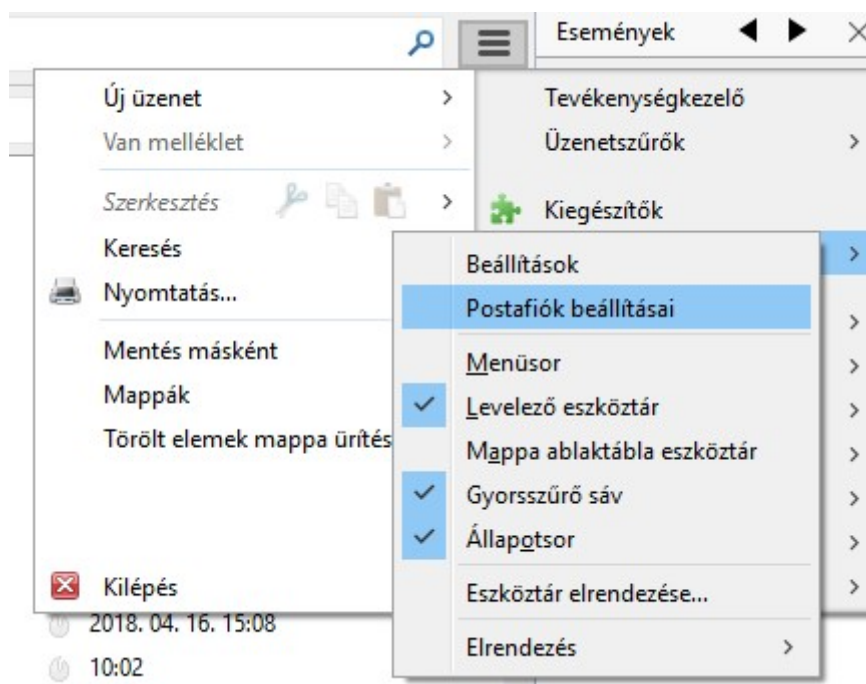 Események
Új üzenet
Van melléklet
Szerkesztés
Keresés
Nyomtatás...
Mentés másként
Mappák
Törölt elemek mappa ürítés
Kilépés
Tevékenységkezelő
Üzenetszűrők
Kiegészítők
Beállítások
Postafiók beállításai
Menüsor
Levelező eszköztár
Mappa ablaktábla eszköztár
Gyorsszűrő sáv
Állapotsor
Eszköztár elrendezése...
Elrendezés
2018. 04. 16. 15:08
10:02